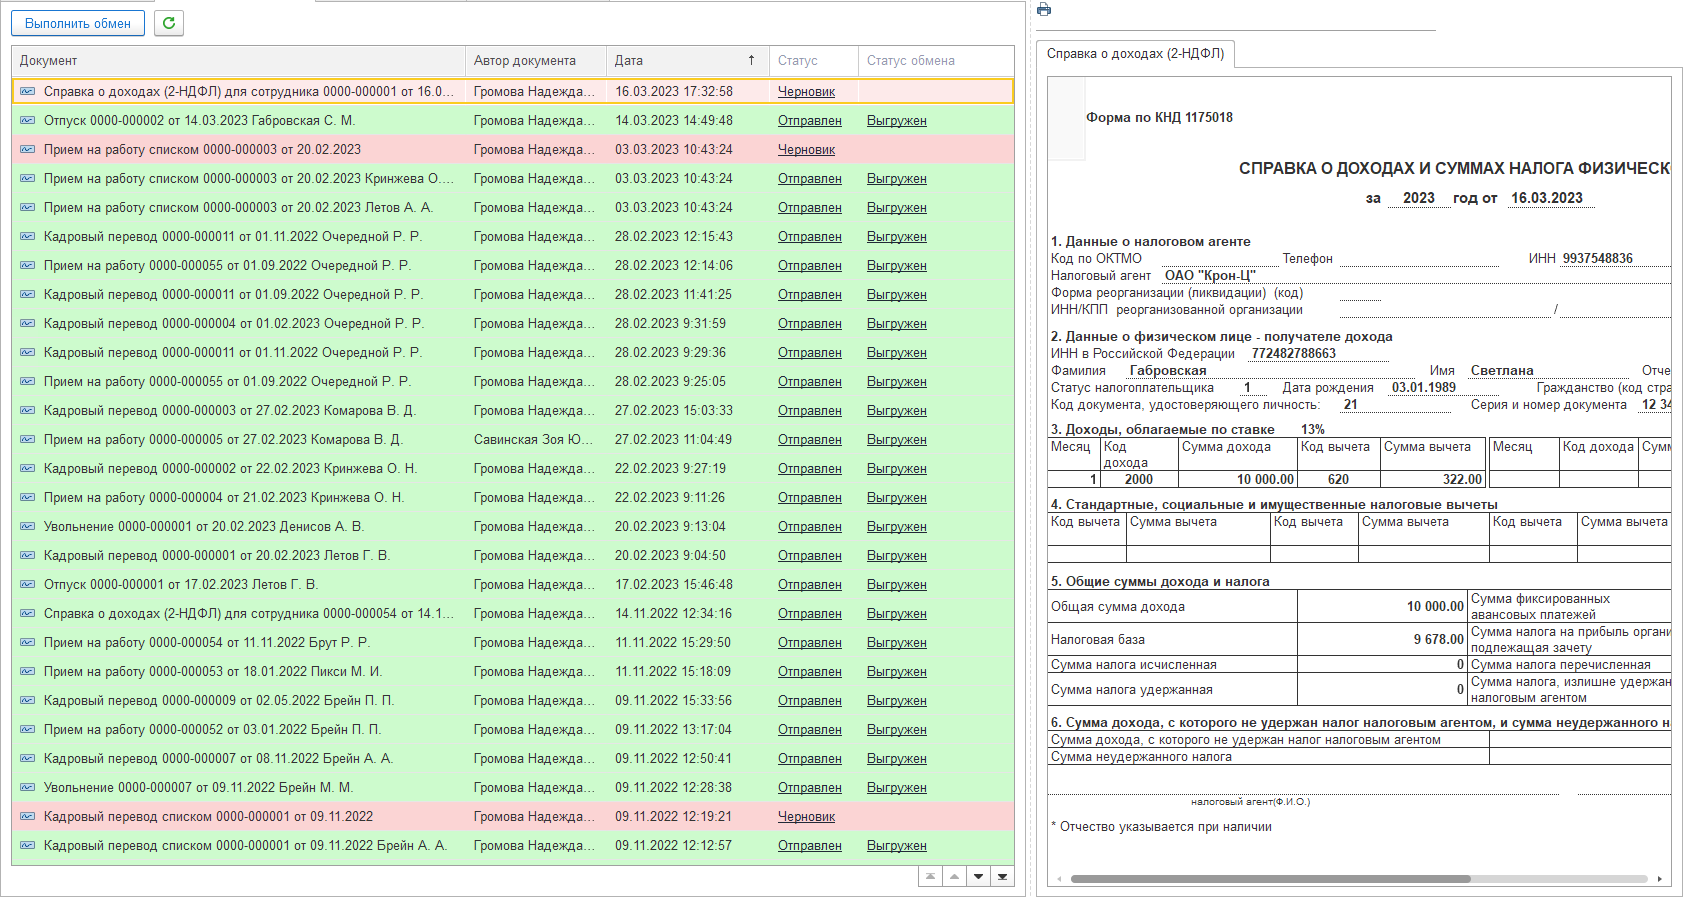 Выполнить обмен
Документ Автор документа Дата ↑ Статус Статус обмена
Справка о доходах (2-НДФЛ) для сотрудника 0000-000001 от 16.0... Громова Надежда... 16.03.2023 17:32:58 Черновик
Отпуск 0000-000002 от 14.03.2023 Габровская С. М. Громова Надежда... 14.03.2023 14:49:48 Отправлен Выгружен
Прием на работу списком 0000-000003 от 20.02.2023 Громова Надежда... 03.03.2023 10:43:24 Черновик
Прием на работу списком 0000-000003 от 20.02.2023 Кринжева О.... Громова Надежда... 03.03.2023 10:43:24 Отправлен Выгружен
Прием на работу списком 0000-000003 от 20.02.2023 Летов А. А. Громова Надежда... 03.03.2023 10:43:24 Отправлен Выгружен
Кадровый перевод 0000-000011 от 01.11.2022 Очередной Р. Р. Громова Надежда... 28.02.2023 12:15:43 Отправлен Выгружен
Прием на работу 0000-000055 от 01.09.2022 Очередной Р. Р. Громова Надежда... 28.02.2023 12:14:06 Отправлен Выгружен
Кадровый перевод 0000-000011 от 01.09.2022 Очередной Р. Р. Громова Надежда... 28.02.2023 11:41:25 Отправлен Выгружен
Кадровый перевод 0000-000004 от 01.02.2023 Очередной Р. Р. Громова Надежда... 28.02.2023 9:31:59 Отправлен Выгружен
Кадровый перевод 0000-000011 от 01.11.2022 Очередной Р. Р. Громова Надежда... 28.02.2023 9:29:36 Отправлен Выгружен
Прием на работу 0000-000055 от 01.09.2022 Очередной Р. Р. Громова Надежда... 28.02.2023 9:25:05 Отправлен Выгружен
Кадровый перевод 0000-000003 от 27.02.2023 Комарова В. Д. Громова Надежда... 27.02.2023 15:03:33 Отправлен Выгружен
Прием на работу 0000-000005 от 27.02.2023 Комарова В. Д. Савинская Зоя Ю... 27.02.2023 11:04:49 Отправлен Выгружен
Кадровый перевод 0000-000002 от 22.02.2023 Кринжева О. Н. Громова Надежда... 22.02.2023 9:27:19 Отправлен Выгружен
Прием на работу 0000-000004 от 21.02.2023 Кринжева О. Н. Громова Надежда... 22.02.2023 9:11:26 Отправлен Выгружен
Увольнение 0000-000001 от 20.02.2023 Денисов А. В. Громова Надежда... 20.02.2023 9:13:04 Отправлен Выгружен
Кадровый перевод 0000-000001 от 20.02.2023 Летов Г. В. Громова Надежда... 20.02.2023 9:04:50 Отправлен Выгружен
Отпуск 0000-000001 от 17.02.2023 Летов Г. В. Громова Надежда... 17.02.2023 15:46:48 Отправлен Выгружен
Справка о доходах (2-НДФЛ) для сотрудника 0000-000054 от 14.1... Громова Надежда... 14.11.2022 12:34:16 Отправлен Выгружен
Прием на работу 0000-000054 от 11.11.2022 Брут Р. Р. Громова Надежда... 11.11.2022 15:29:50 Отправлен Выгружен
Прием на работу 0000-000053 от 18.01.2022 Пикси М. И. Громова Надежда... 11.11.2022 15:18:09 Отправлен Выгружен
Кадровый перевод 0000-000009 от 02.05.2022 Брейн П. П. Громова Надежда... 09.11.2022 15:33:56 Отправлен Выгружен
Прием на работу 0000-000052 от 03.01.2022 Брейн П. П. Громова Надежда... 09.11.2022 13:17:04 Отправлен Выгружен
Кадровый перевод 0000-000007 от 08.11.2022 Брейн А. А. Громова Надежда... 09.11.2022 12:50:41 Отправлен Выгружен
Увольнение 0000-000007 от 09.11.2022 Брейн М. М. Громова Надежда... 09.11.2022 12:28:38 Отправлен Выгружен
Кадровый перевод списком 0000-000001 от 09.11.2022 Громова Надежда... 09.11.2022 12:19:21 Черновик
Кадровый перевод списком 0000-000001 от 09.11.2022 Брейн А. А. Громова Надежда... 09.11.2022 12:12:57 Отправлен Выгружен
Справка о доходах (2-НДФЛ)
Форма по КНД 1175018
СПРАВКА О ДОХОДАХ И СУММАХ НАЛОГА ФИЗИЧЕСК
за 2023 год от 16.03.2023
1. Данные о налоговом агенте
Код по ОКТМО Телефон ИНН 9937548836
Налоговый агент ОАО "Крон-Ц"
Форма реорганизации (ликвидации) (код)
ИНН/КПП реорганизованной организации /
2. Данные о физическом лице - получателе дохода
ИНН в Российской Федерации 772482788663
Фамилия Габровская Имя Светлана Отче
Статус налогоплательщика 1 Дата рождения 03.01.1989 Гражданство (код стра
Код документа, удостоверяющего личность: 21 Серия и номер документа 12 34
3. Доходы, облагаемые по ставке 13%
Месяц Код дохода Сумма дохода Код вычета Сумма вычета Месяц Код дохода Сумм
1 2000 10 000.00 620 322.00
4. Стандартные, социальные и имущественные налоговые вычеты
Код вычета Сумма вычета Код вычета Сумма вычета Код вычета Сумма вычета
5. Общие суммы дохода и налога
Общая сумма дохода 10 000.00 Сумма фиксированных
авансовых платежей
Налоговая база 9 678.00 Сумма налога на прибыль органи
подлежащая зачету
Сумма налога исчисленная 0 Сумма налога перечисленная
Сумма налога удержанная 0 Сумма налога, излишне удержан
налоговым агентом
6. Сумма дохода, с которого не удержан налог налоговым агентом, и сумма неудержанного н
Сумма дохода, с которого не удержан налог налоговым агентом
Сумма неудержанного налога
налоговый агент(Ф.И.О.)
* Отчество указывается при наличии